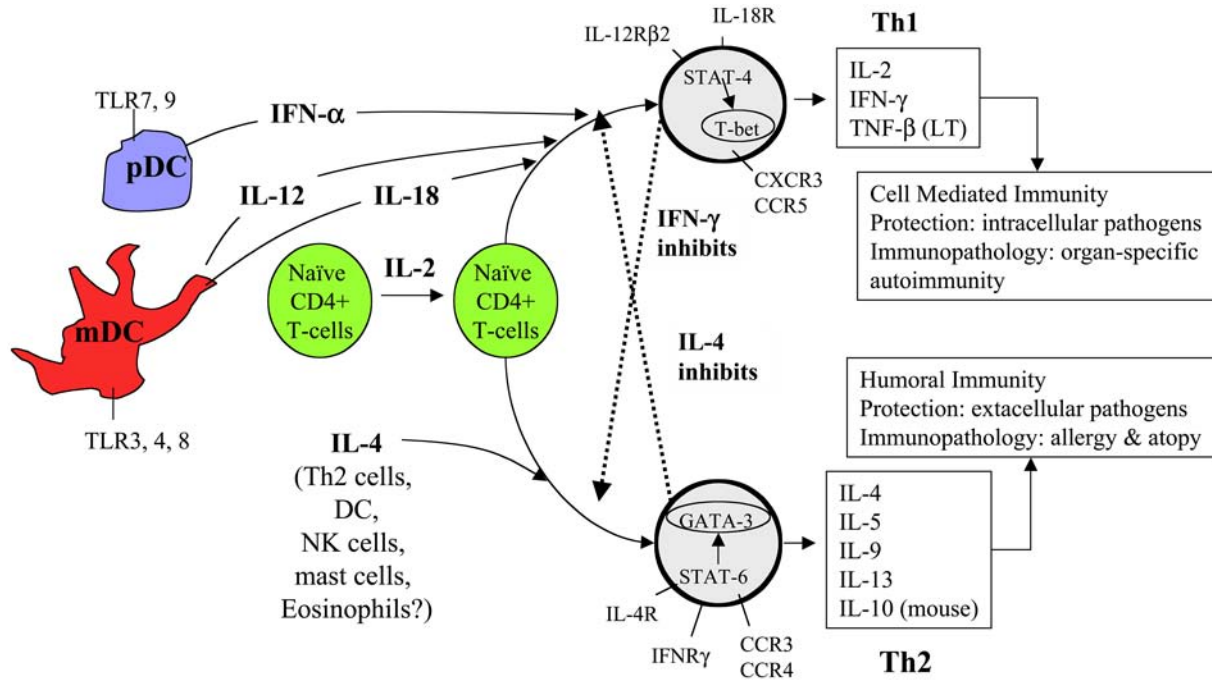 IL-18R
Th1
IL-12Rβ2
STAT-4
T-bet
CXCR3
CCR5
IL-2
IFN-γ
TNF-β (LT)
Cell Mediated Immunity
Protection: intracellular pathogens
Immunopathology: organ-specific
autoimmunity
TLR7, 9
pDC
IFN-α
IL-12
IL-18
mDC
TLR3, 4, 8
Naïve
CD4+
T-cells
IL-2
Naïve
CD4+
T-cells
IFN-γ
inhibits
IL-4
inhibits
IL-4
(Th2 cells,
DC,
NK cells,
mast cells,
Eosinophils?)
GATA-3
STAT-6
IL-4R
IFNRγ
CCR3
CCR4
Humoral Immunity
Protection: extacellular pathogens
Immunopathology: allergy & atopy
IL-4
IL-5
IL-9
IL-13
IL-10 (mouse)
Th2